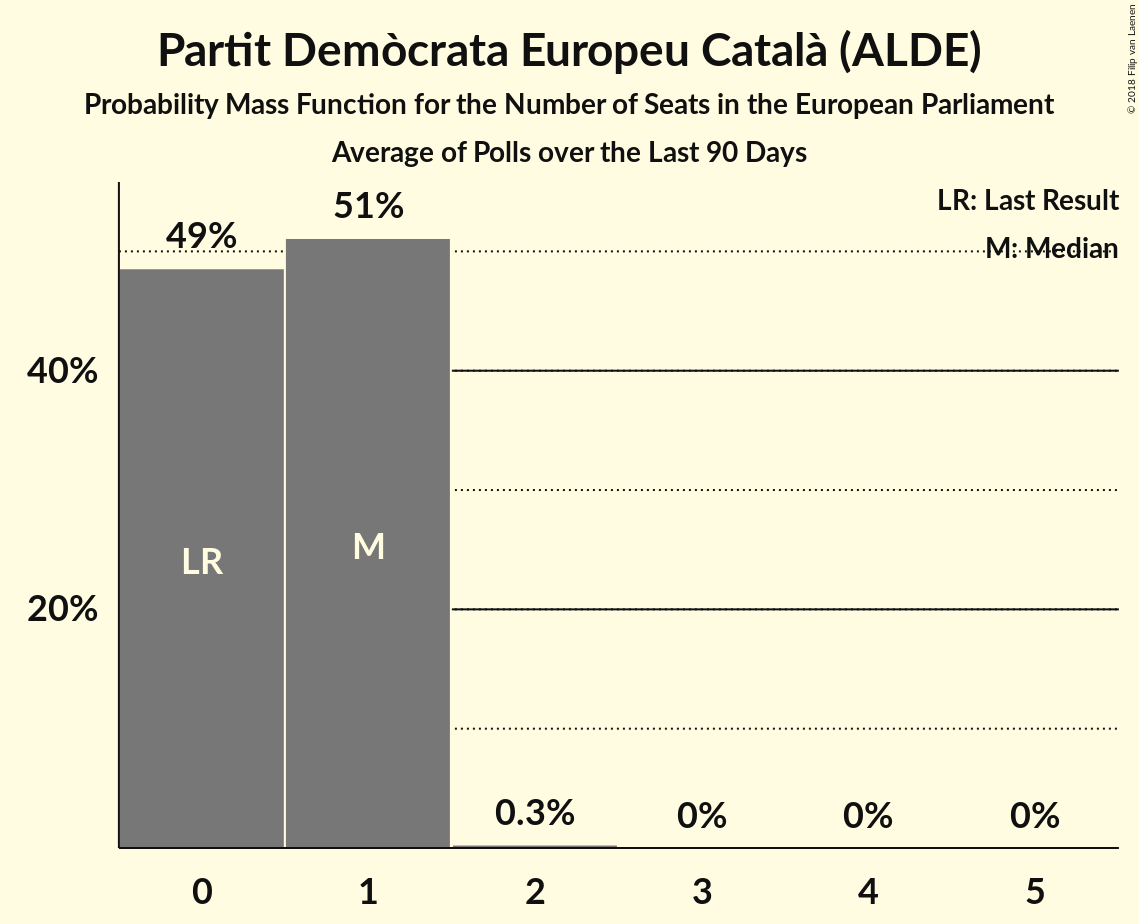 Partit Demòcrata Europeu Català (ALDE)
Probability Mass Function for the Number of Seats in the European Parliament
Average of Polls over the Last 90 Days
© 2018 Filip van Laenen
LR: Last Result
M: Median
49%
51%
40%
20%
LR
M
0.3%
0%
0%
0%
0
1
2
3
4
5